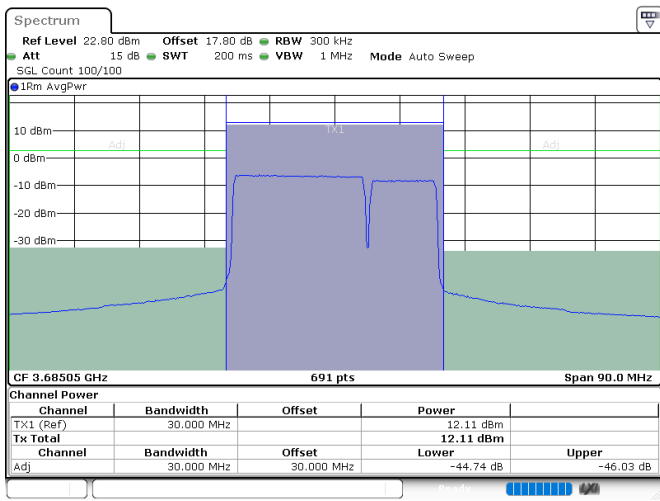 Spectrum
Ref Level 22.80 dBm Offset 17.80 dB RBW 300 kHz
Att 15 dB SWT 200 ms VBW 1 MHz Mode Auto Sweep
SGL Count 100/100
1Rm AvgPwr
TX1
10 dBm
Adj Adj
0 dBm
-10 dBm
-20 dBm
-30 dBm
CF 3.68505 GHz 691 pts Span 90.0 MHz
Channel Power
Channel Bandwidth Offset Power
TX1 (Ref) 30.000 MHz 12.11 dBm
Tx Total 12.11 dBm
Channel Bandwidth Offset Lower Upper
Adj 30.000 MHz 30.000 MHz -44.74 dB -46.03 dB
Ready